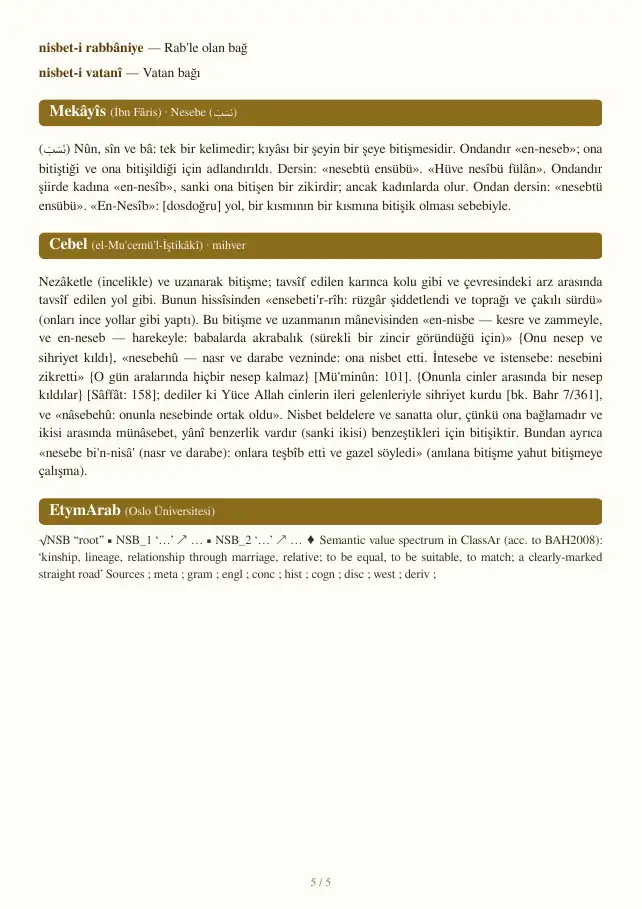 nisbet-i rabbâniye — Rab'le olan bağ
nisbet-i vatanî — Vatan bağı
Mekâyîs (İbn Fâris) · Nesebe (نَسَبَ)
(نَسَبَ) Nûn, sîn ve bâ: tek bir kelimedir; kıyâsı bir şeyin bir şeye bitişmesidir. Ondandır «en-neseb»; ona
bitiştiği ve ona bitişildiği için adlandırıldı. Dersin: «nesebtü ensübü». «Hüve nesîbü fülân». Ondandır
şiirde kadına «en-nesîb», sanki ona bitişen bir zikirdir; ancak kadınlarda olur. Ondan dersin: «nesebtü
ensübü». «En-Nesîb»: [dosdoğru] yol, bir kısmının bir kısmına bitişik olması sebebiyle.
Cebel (el-Mu'cemü'l-İştikâkî) · mihver
Nezâketle (incelikle) ve uzanarak bitişme; tavsîf edilen karınca kolu gibi ve çevresindeki arz arasında
tavsîf edilen yol gibi. Bunun hissîsinden «ensebeti'r-rîh: rüzgâr şiddetlendi ve toprağı ve çakılı sürdü»
(onları ince yollar gibi yaptı). Bu bitişme ve uzanmanın mânevîsinden «en-nisbe — kesre ve zammeyle,
ve en-neseb — harekeyle: babalarda akrabalık (sürekli bir zincir göründüğü için)» {Onu nesep ve
sihriyet kıldı}, «nesebehû — nasr ve darabe vezninde: ona nisbet etti. İntesebe ve istensebe: nesebini
zikretti» {O gün aralarında hiçbir nesep kalmaz} [Mü'minûn: 101]. {Onunla cinler arasında bir nesep
kıldılar} [Sâffât: 158]; dediler ki Yüce Allah cinlerin ileri gelenleriyle sihriyet kurdu [bk. Bahr 7/361],
ve «nâsebehû: onunla nesebinde ortak oldu». Nisbet beldelere ve sanatta olur, çünkü ona bağlamadır ve
ikisi arasında münâsebet, yânî benzerlik vardır (sanki ikisi) benzeştikleri için bitişiktir. Bundan ayrıca
«nesebe bi'n-nisâ' (nasr ve darabe): onlara teşbîb etti ve gazel söyledi» (anılana bitişme yahut bitişmeye
çalışma).
EtymArab (Oslo Üniversitesi)
√NSB “root” ▪ NSB_1 ‘…’ ↗ … ▪ NSB_2 ‘…’ ↗ … ♦ Semantic value spectrum in ClassAr (acc. to BAH2008):
‘kinship, lineage, relationship through marriage, relative; to be equal, to be suitable, to match; a clearly-marked
straight road’ Sources ; meta ; gram ; engl ; conc ; hist ; cogn ; disc ; west ; deriv ;
5 / 5